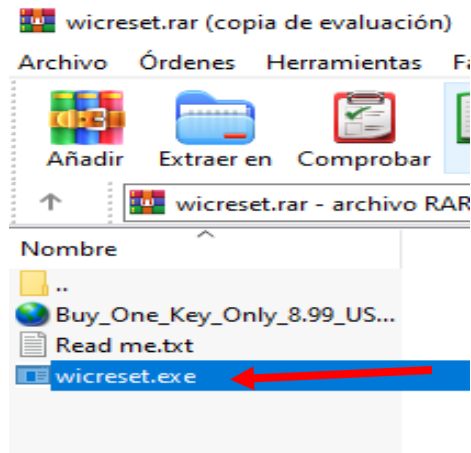 wicreset.rar (copia de evaluación)
Archivo Órdenes Herramientas Fa
Añadir Extraer en Comprobar
wicreset.rar - archivo RAR
Nombre
..
Buy_One_Key_Only_8.99_US...
Read me.txt
wicreset.exe